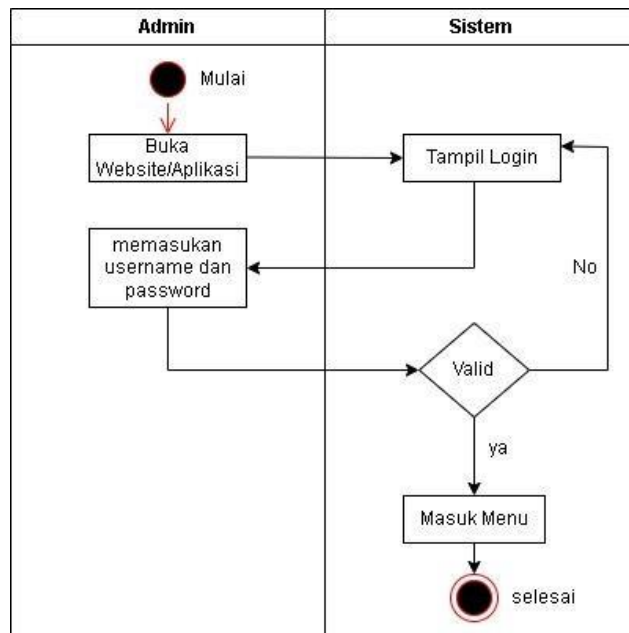 Admin
Sistem
Mulai
Buka
Website/Aplikasi
Tampil Login
memasukan
username dan
password
No
Valid
ya
Masuk Menu
selesai